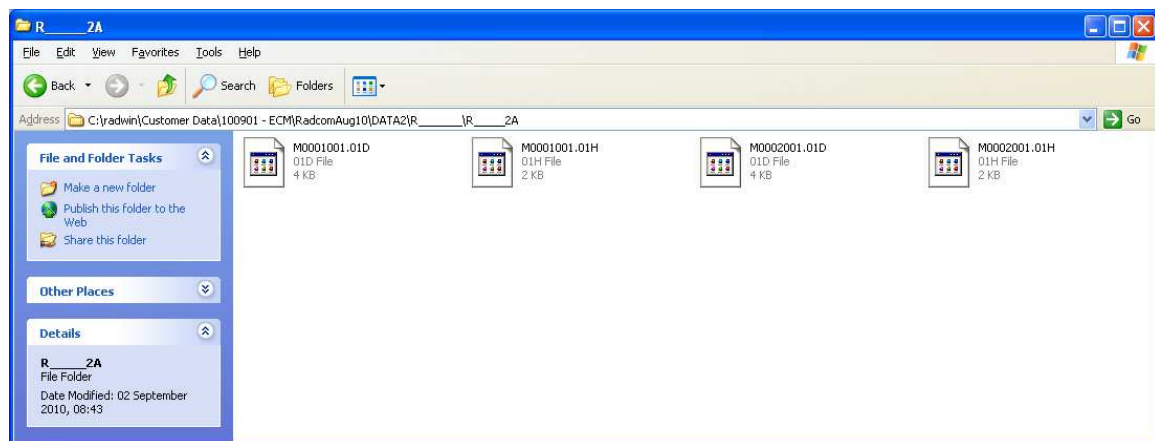 R_____2A
File Edit View Favorites Tools Help
Back Search Folders
Address C:\radwin\Customer Data\100901 - ECM\RadcomAug10\DATA2\R_______\R_____2A Go
File and Folder Tasks
Make a new folder
Publish this folder to the
Web
Share this folder
Other Places
Details
R_____2A
File Folder
Date Modified: 02 September
2010, 08:43
M0001001.01D
01D File
4 KB
M0001001.01H
01H File
2 KB
M0002001.01D
01D File
4 KB
M0002001.01H
01H File
2 KB